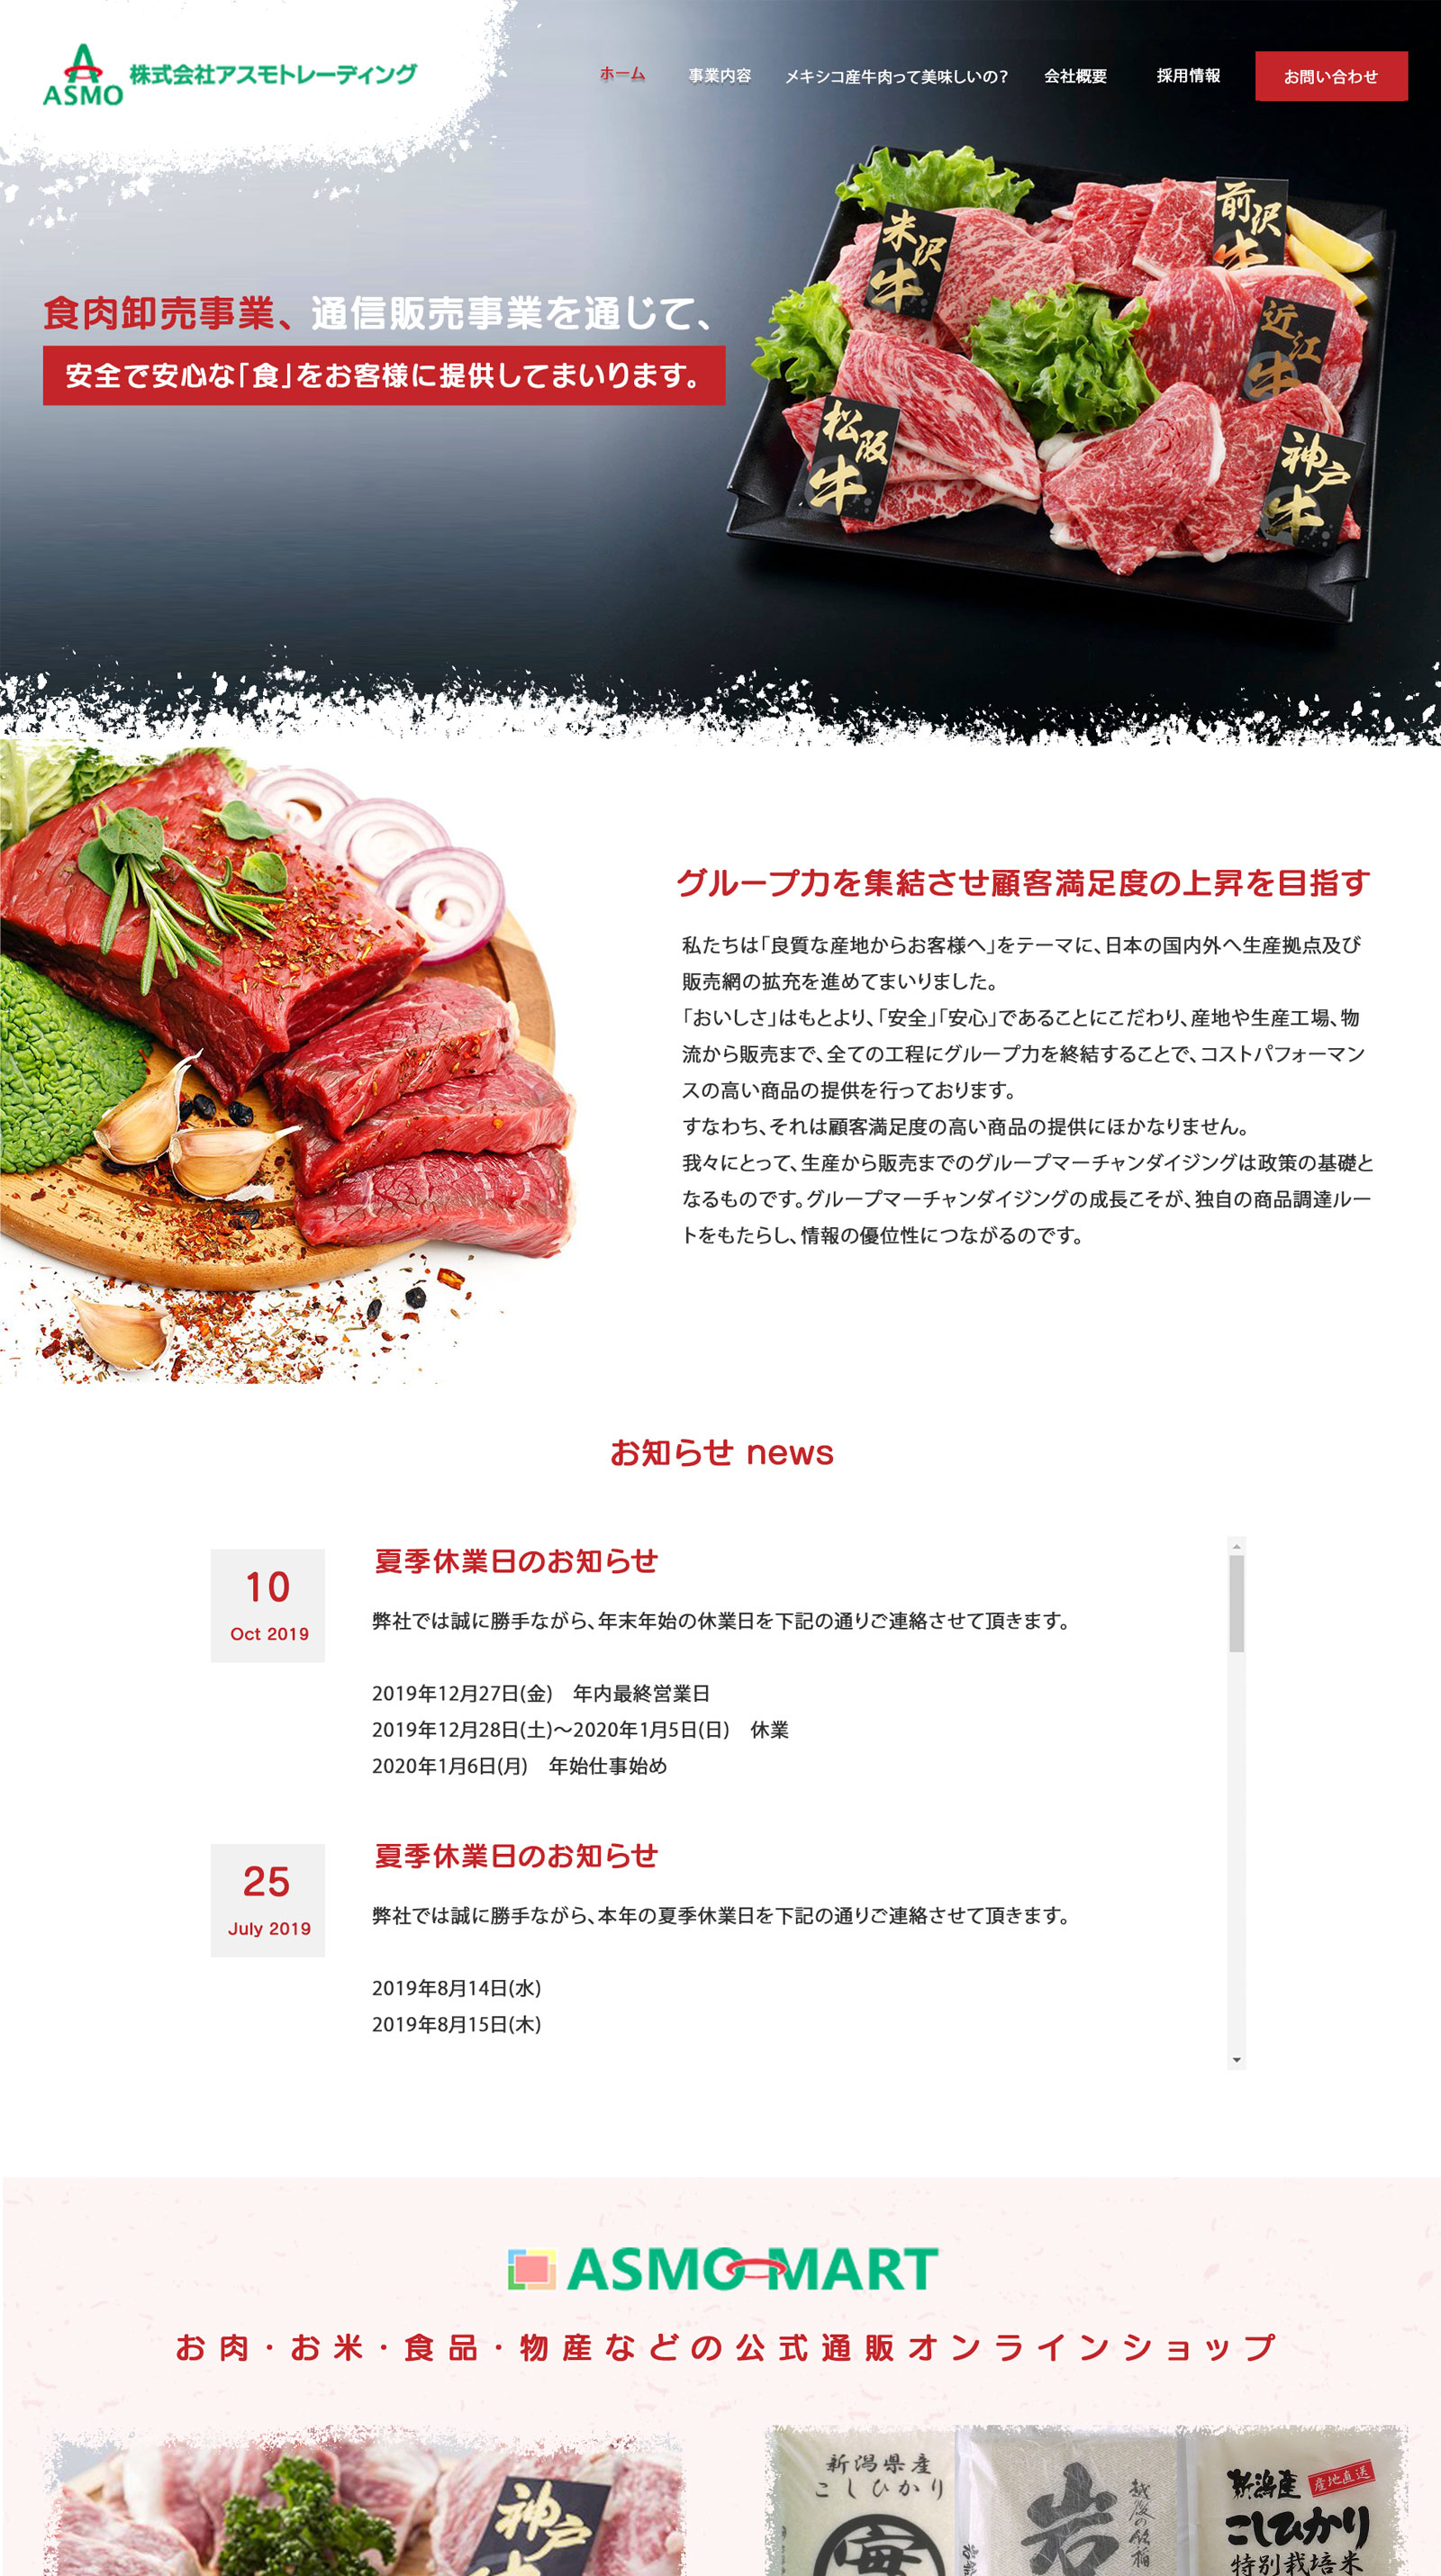 ASMO 株式会社アスモトレーディング
ホーム 事業内容 メキシコ産牛肉って美味しいの？ 会社概要 採用情報 お問い合わせ
米沢牛
前沢牛
近江牛
松阪牛
神戸牛
食肉卸売事業、通信販売事業を通じて、
安全で安心な「食」をお客様に提供してまいります。
グループ力を集結させ顧客満足度の上昇を目指す
私たちは「良質な産地からお客様へ」をテーマに、日本の国内外へ生産拠点及び
販売網の拡充を進めてまいりました。
「おいしさ」はもとより、「安全」「安心」であることにこだわり、産地や生産工場、物
流から販売まで、全ての工程にグループ力を終結することで、コストパフォーマン
スの高い商品の提供を行っております。
すなわち、それは顧客満足度の高い商品の提供にほかなりません。
我々にとって、生産から販売までのグループマーチャンダイジングは政策の基礎と
なるものです。グループマーチャンダイジングの成長こそが、独自の商品調達ルー
トをもたらし、情報の優位性につながるのです。
お知らせ news
10
Oct 2019
夏季休業日のお知らせ
弊社では誠に勝手ながら、年末年始の休業日を下記の通りご連絡させて頂きます。
2019年12月27日(金)　年内最終営業日
2019年12月28日(土)～2020年1月5日(日)　休業
2020年1月6日(月)　年始仕事始め
25
July 2019
夏季休業日のお知らせ
弊社では誠に勝手ながら、本年の夏季休業日を下記の通りご連絡させて頂きます。
2019年8月14日(水)
2019年8月15日(木)
ASMO MART
お肉・お米・食品・物産などの公式通販オンラインショップ
神戸
新潟県産
こしひかり
岩
越後の銘稲
新潟産
産地直送
こしひかり
特別栽培米